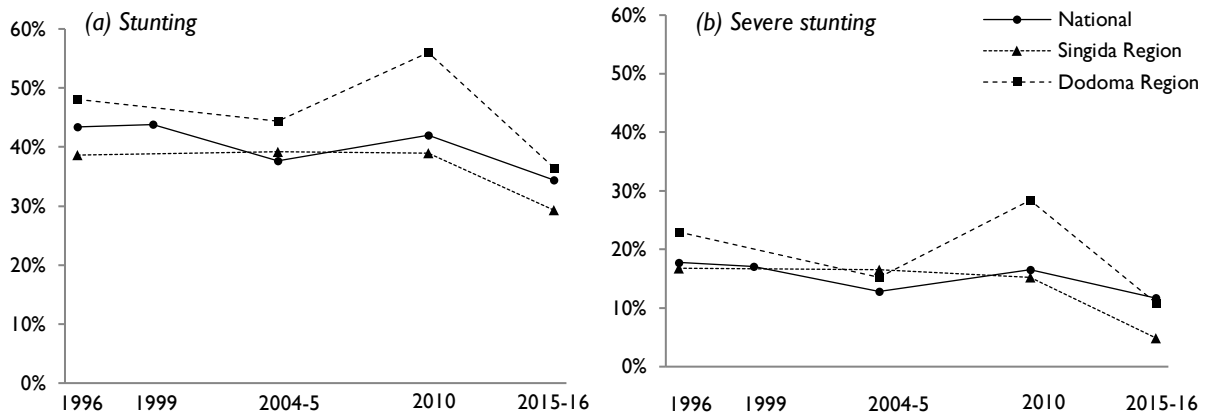 (a) Stunting
60%
50%
40%
30%
20%
10%
0%
1996 1999 2004-5 2010 2015-16
(b) Severe stunting
National
Singida Region
Dodoma Region
60%
50%
40%
30%
20%
10%
0%
1996 1999 2004-5 2010 2015-16